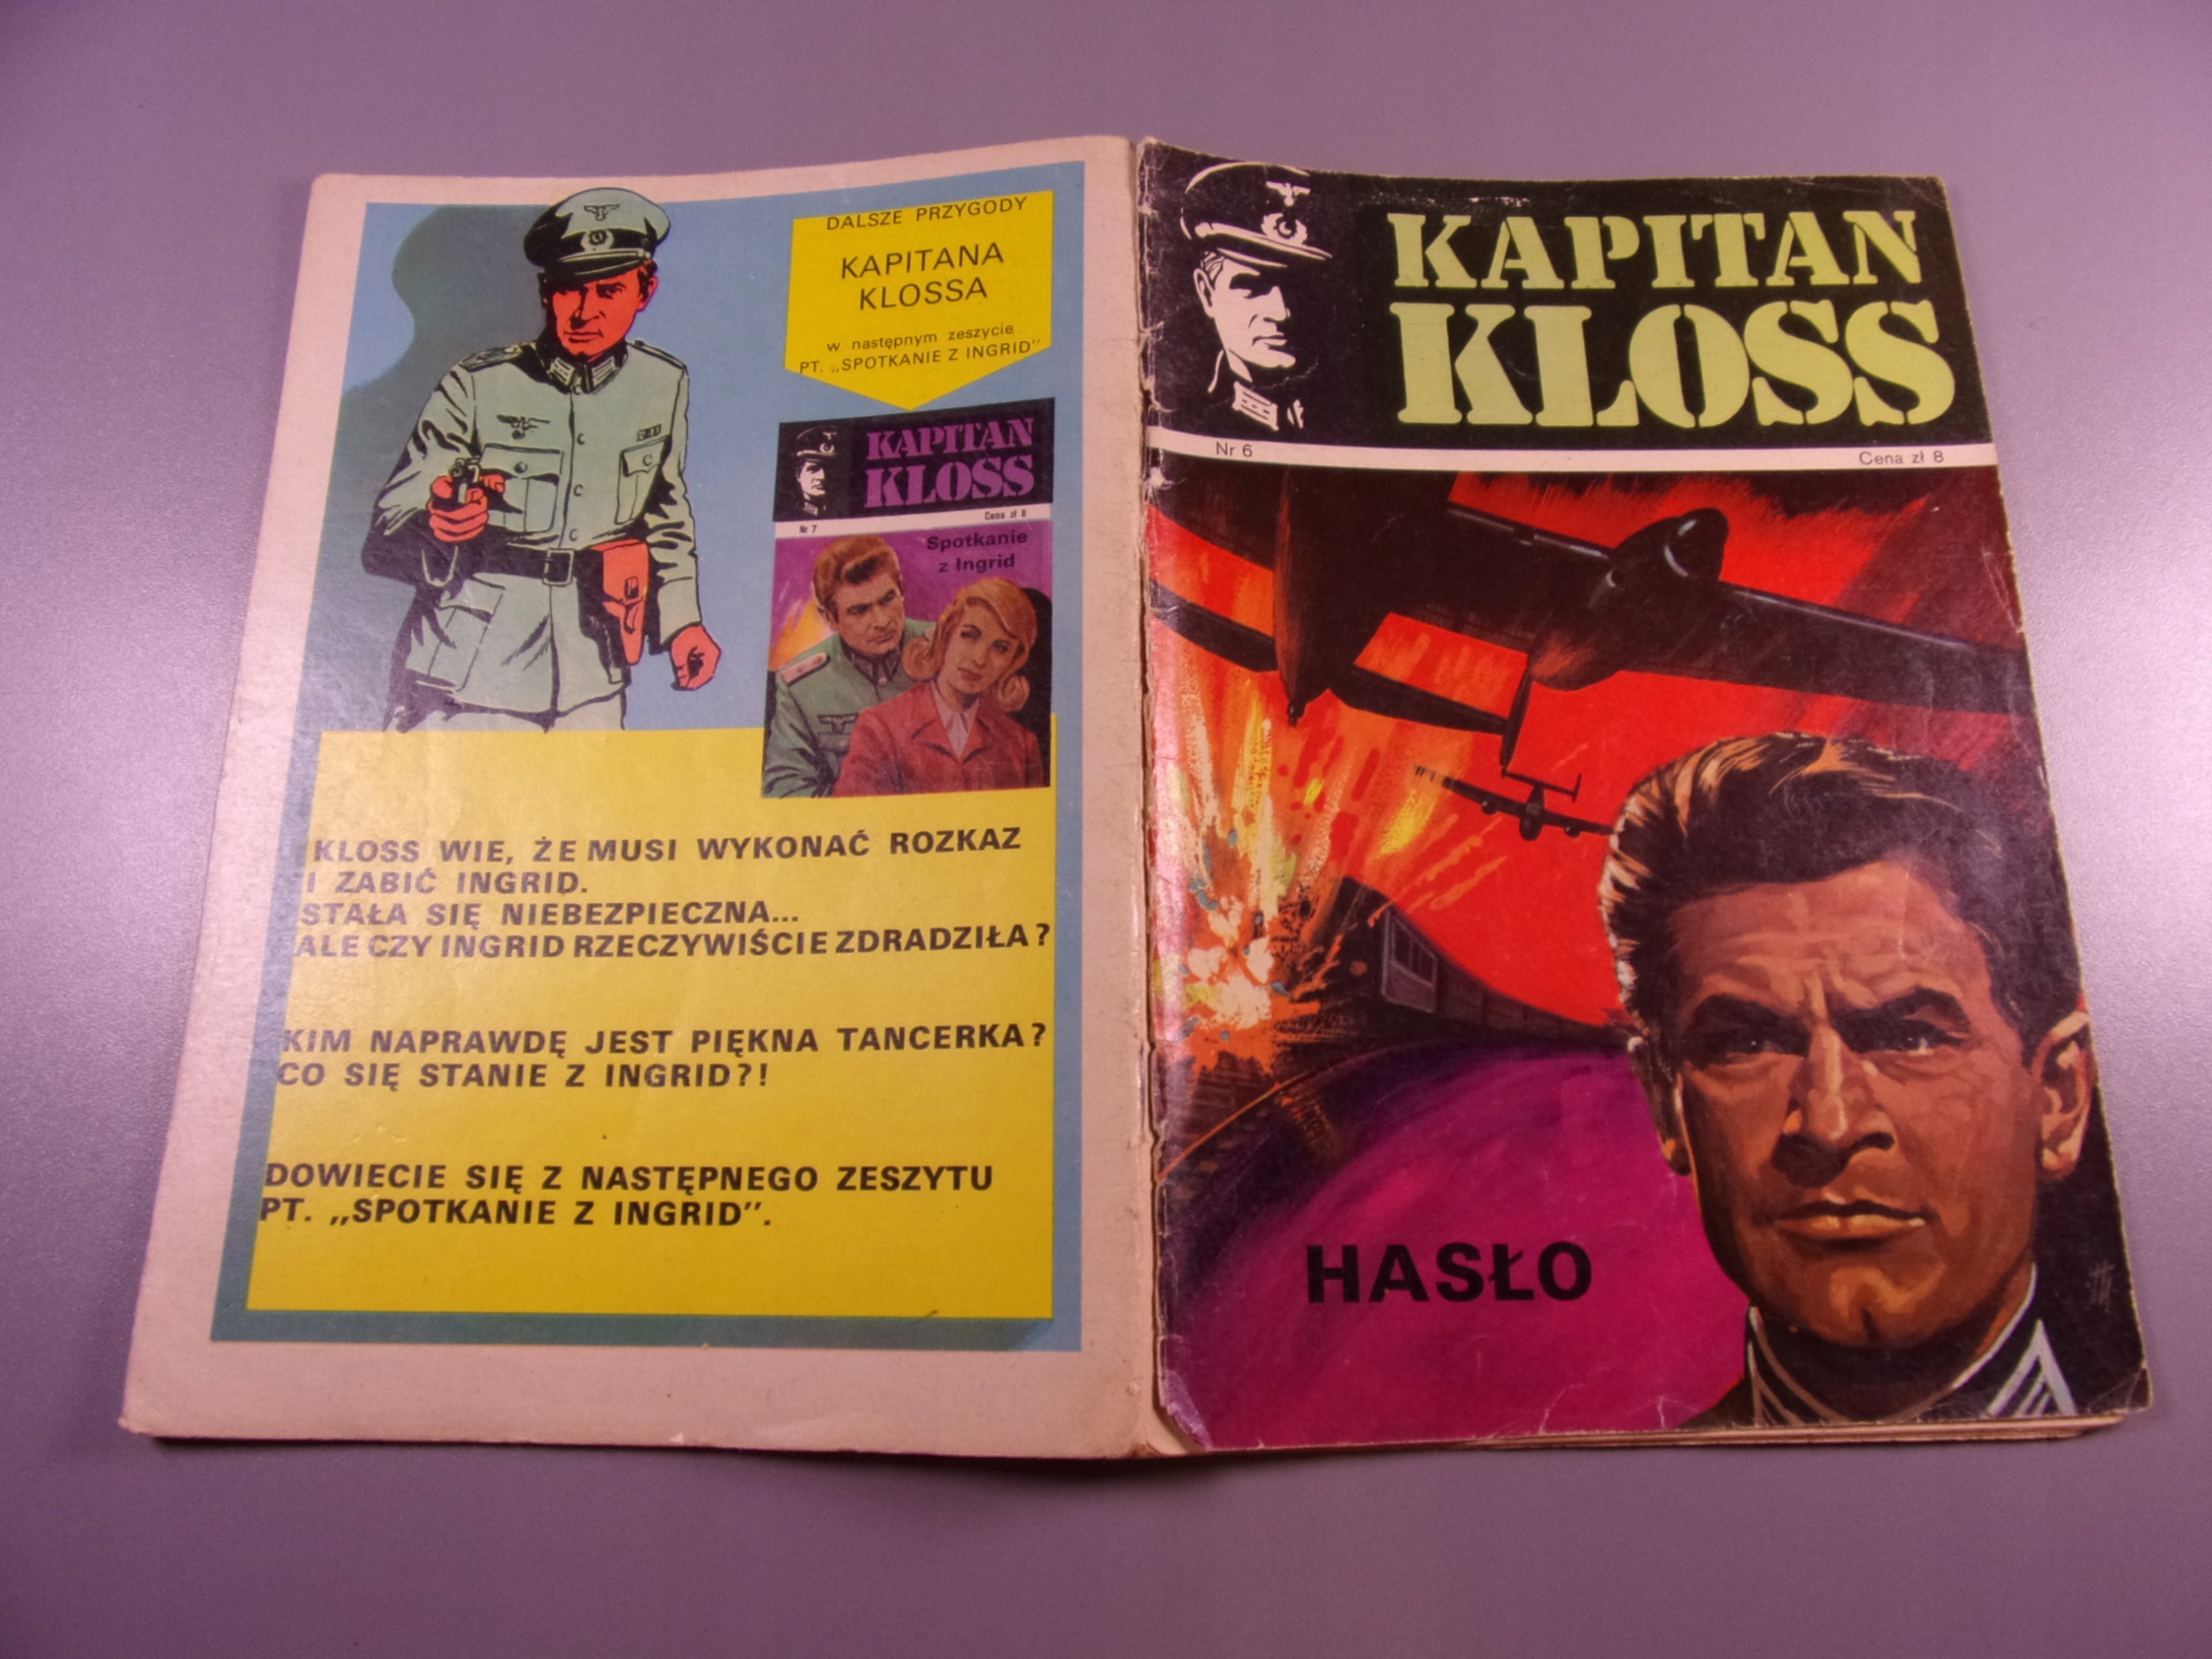 DALSZE PRZYGODY
KAPITANA
KLOSSA
w następnym zeszycie
PT. „SPOTKANIE Z INGRID”
KAPITAN
KLOSS
Nr 7
Cena zł 8
Spotkanie
z Ingrid
KLOSS WIE, ŻE MUSI WYKONAĆ ROZKAZ
I ZABIĆ INGRID.
STAŁA SIĘ NIEBEZPIECZNA...
ALE CZY INGRID RZECZYWIŚCIE ZDRADZIŁA?
KIM NAPRAWDĘ JEST PIĘKNA TANCERKA?
CO SIĘ STANIE Z INGRID?!
DOWIECIE SIĘ Z NASTĘPNEGO ZESZYTU
PT. „SPOTKANIE Z INGRID”.
KAPITAN
KLOSS
Nr 6
Cena zł 8
HASŁO